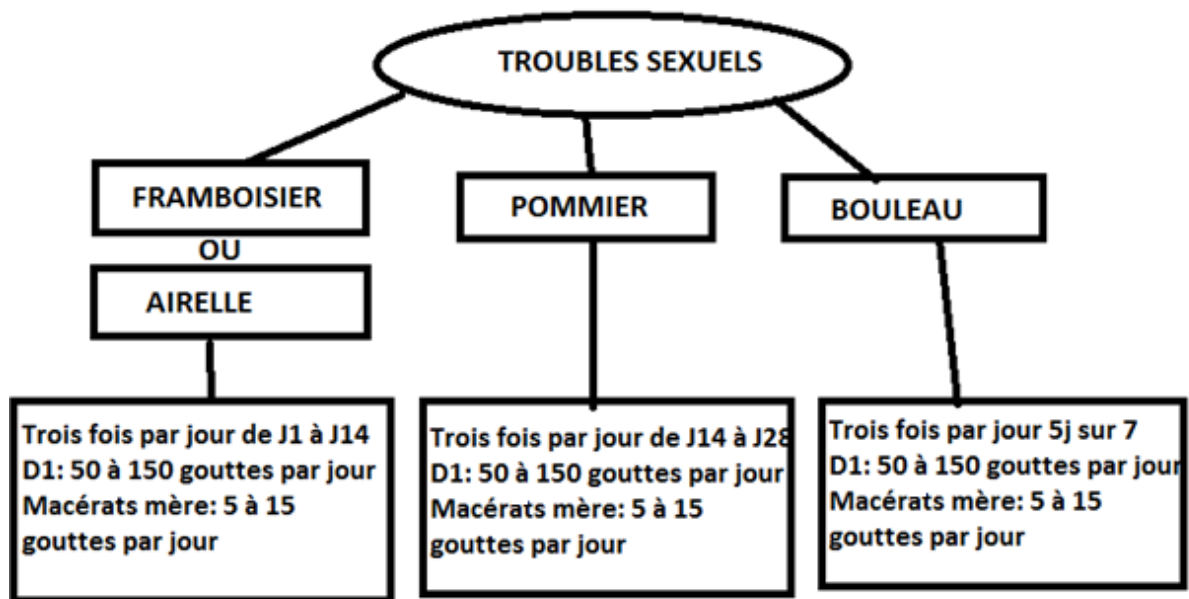 TROUBLES SEXUELS
FRAMBOISIER
OU
AIRELLE
POMMIER
BOULEAU
Trois fois par jour de J1 à J14
D1: 50 à 150 gouttes par jour
Macérats mère: 5 à 15
gouttes par jour
Trois fois par jour de J14 à J28
D1: 50 à 150 gouttes par jour
Macérats mère: 5 à 15
gouttes par jour
Trois fois par jour 5j sur 7
D1: 50 à 150 gouttes par jour
Macérats mère: 5 à 15
gouttes par jour